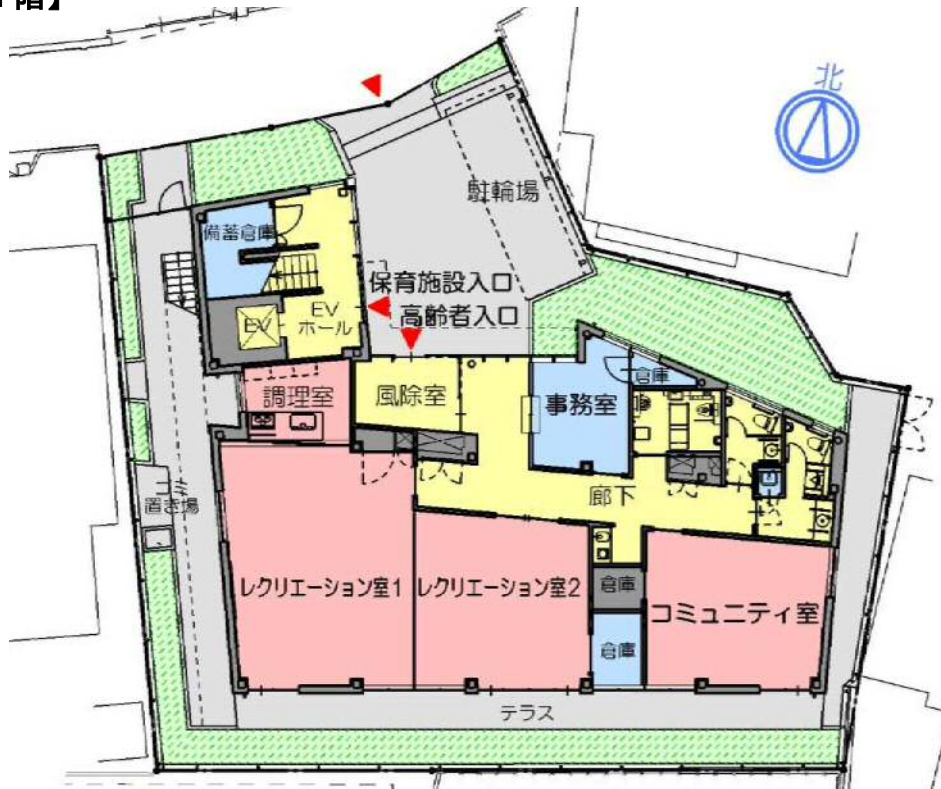 階】
北
駐輪場
備蓄倉庫
保育施設入口
EV
EV
ホール
高齢者入口
調理室
風除室
事務室
倉庫
廊下
ゴミ
置き場
レクリエーション室1
レクリエーション室2
倉庫
コミュニティ室
倉庫
テラス